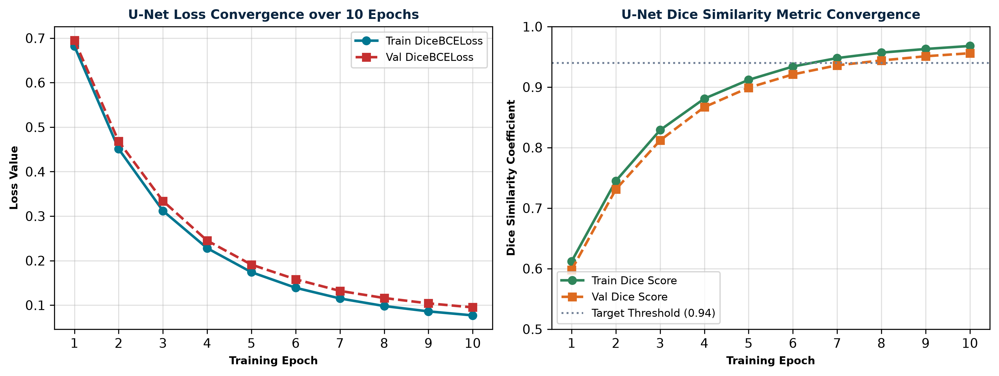 U-Net Loss Convergence over 10 Epochs
Loss Value
0.7
0.6
0.5
0.4
0.3
0.2
0.1
1 2 3 4 5 6 7 8 9 10
Training Epoch
Train DiceBCELoss
Val DiceBCELoss
U-Net Dice Similarity Metric Convergence
Dice Similarity Coefficient
1.0
0.9
0.8
0.7
0.6
0.5
1 2 3 4 5 6 7 8 9 10
Training Epoch
Train Dice Score
Val Dice Score
Target Threshold (0.94)